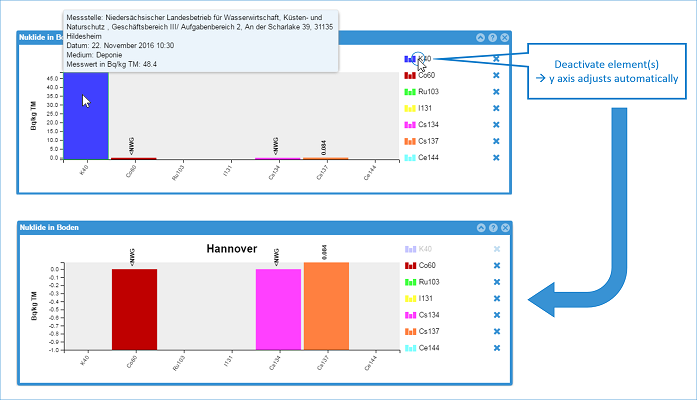 Messstelle: Niedersächsischer Landesbetrieb für Wasserwirtschaft, Küsten- und
Naturschutz , Geschäftsbereich III/ Aufgabenbereich 2, An der Scharlake 39, 31135
Hildesheim
Datum: 22. November 2016 10:30
Medium: Deponie
Messwert in Bq/kg TM: 48.4
Nuklide in Boden
Bq/kg TM
45.0
40.0
35.0
30.0
25.0
20.0
15.0
10.0
5.0
0.0
<NWG
<NWG
0.084
K40
Co60
Ru103
I131
Cs134
Cs137
Ce144
K40
Co60
Ru103
I131
Cs134
Cs137
Ce144
Deactivate element(s)
→ y axis adjusts automatically
Nuklide in Boden
Hannover
Bq/kg TM
0.0
-0.1
-0.2
-0.3
-0.4
-0.5
-0.6
-0.7
-0.8
-0.9
-1.0
<NWG
<NWG
0.084
K40
Co60
Ru103
I131
Cs134
Cs137
Ce144
K40
Co60
Ru103
I131
Cs134
Cs137
Ce144